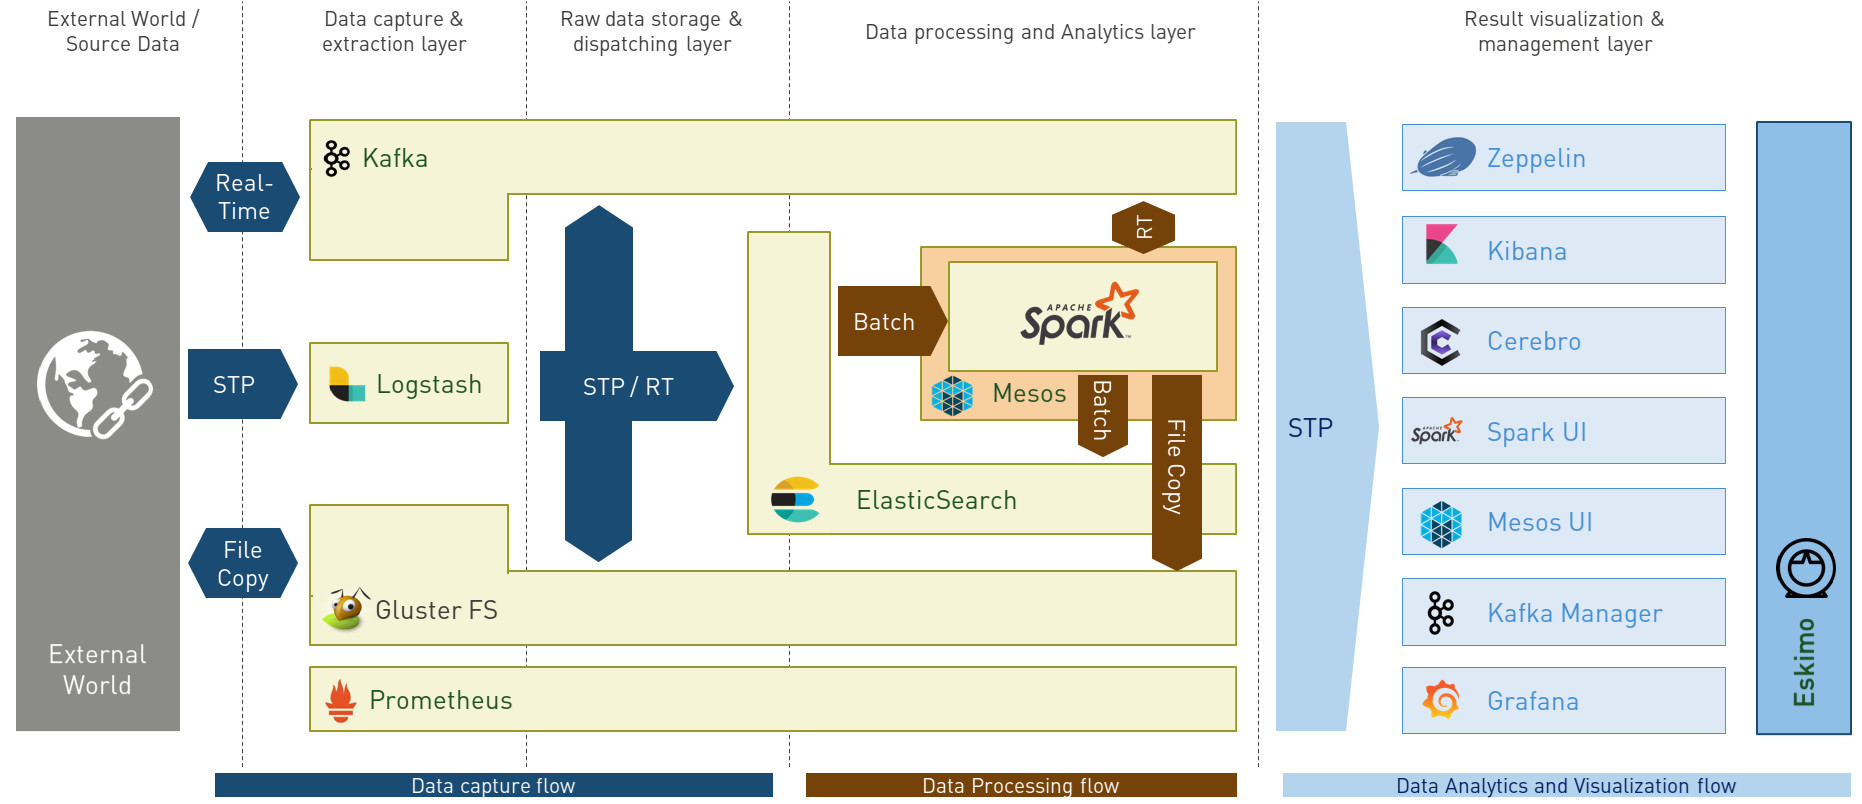 External World /
Source Data
Data capture &
extraction layer
Raw data storage &
dispatching layer
Data processing and Analytics layer
Result visualization &
management layer
External
World
Real-
Time
STP
File
Copy
Kafka
Logstash
Gluster FS
Prometheus
STP / RT
ElasticSearch
Batch
RT
APACHE
Spark™
Mesos
Batch
File Copy
STP
Zeppelin
Kibana
Cerebro
APACHE
Spark
Spark UI
Mesos UI
Kafka Manager
Grafana
Eskimo
Data capture flow
Data Processing flow
Data Analytics and Visualization flow